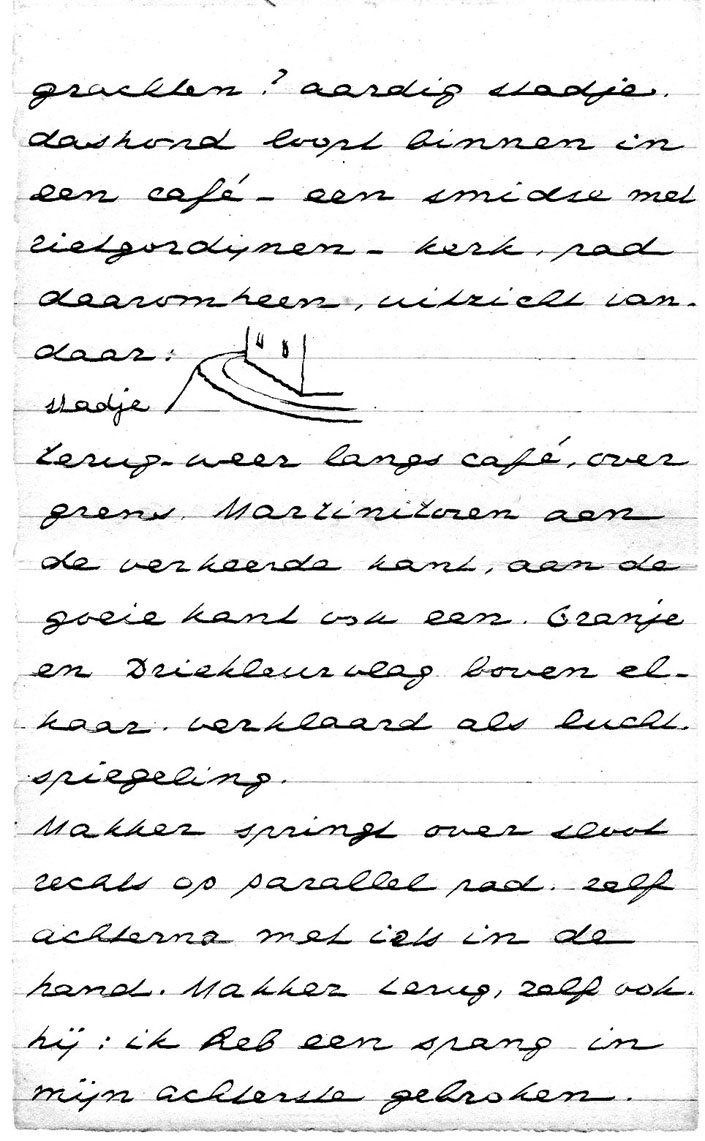 grachten? aardig stadje.
dashond loopt binnen in
een café - een smidse met
rietgordijnen - kerk, pad
daaromheen, uitzicht van-
daar:
stadje
terug - weer langs café, over
grens. Martinitoren aan
de verkeerde kant, aan de
goeie kant ook een. Oranje
en Driekleurvlag boven el-
kaar. verklaard als lucht-
spiegeling.
Makker springt over sloot
rechts op parallel pad. zelf
achterna met iets in de
hand. Makker terug, zelf ook.
hij: ik heb een spang in
mijn achterste gebroken.